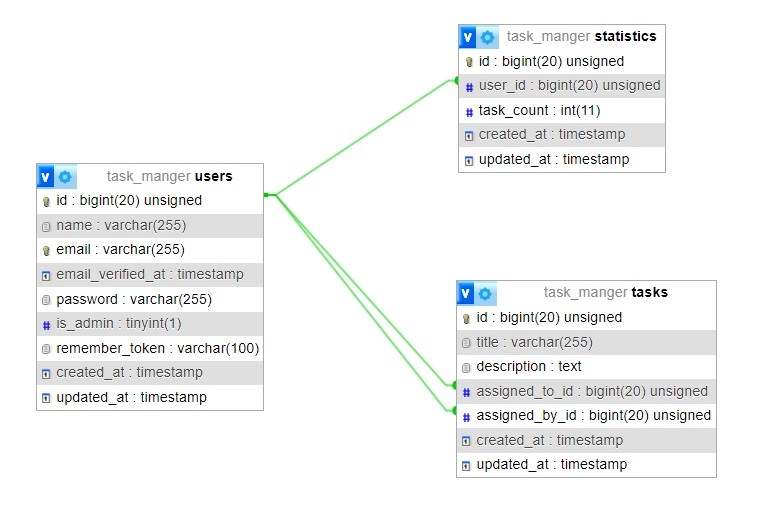 task_manger statistics
id : bigint(20) unsigned
user_id : bigint(20) unsigned
task_count : int(11)
created_at : timestamp
updated_at : timestamp
task_manger users
id : bigint(20) unsigned
name : varchar(255)
email : varchar(255)
email_verified_at : timestamp
password : varchar(255)
is_admin : tinyint(1)
remember_token : varchar(100)
created_at : timestamp
updated_at : timestamp
task_manger tasks
id : bigint(20) unsigned
title : varchar(255)
description : text
assigned_to_id : bigint(20) unsigned
assigned_by_id : bigint(20) unsigned
created_at : timestamp
updated_at : timestamp